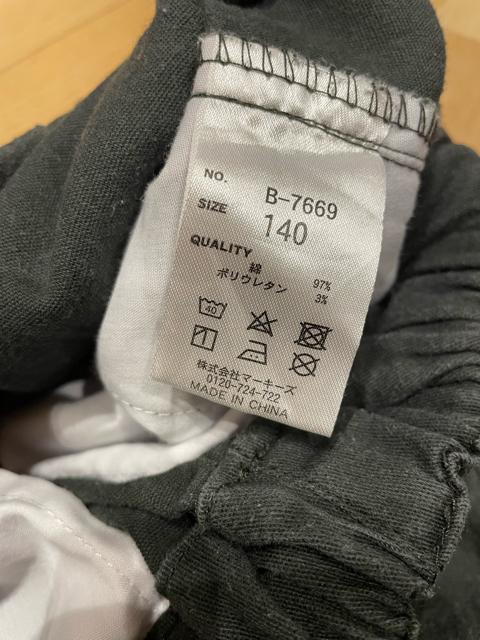 NO. B-7669
SIZE 140
QUALITY
綿 97%
ポリウレタン 3%
40
株式会社マーキーズ
0120-724-722
MADE IN CHINA